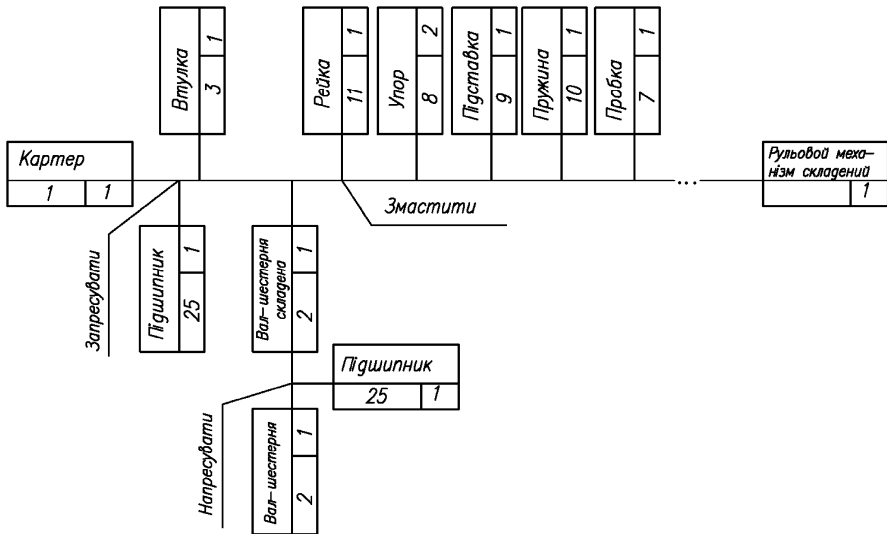 Втулка
3 1
Рейка
11 1
Упор
8 2
Підставка
9 1
Пружина
10 1
Пробка
7 1
Картер
1 1
Рульовой меха-
нізм складений
1
...
Змастити
Запресувати
Підшипник
25 1
Вал-шестерня
складена
2 1
Підшипник
25 1
Напресувати
Вал-шестерня
2 1